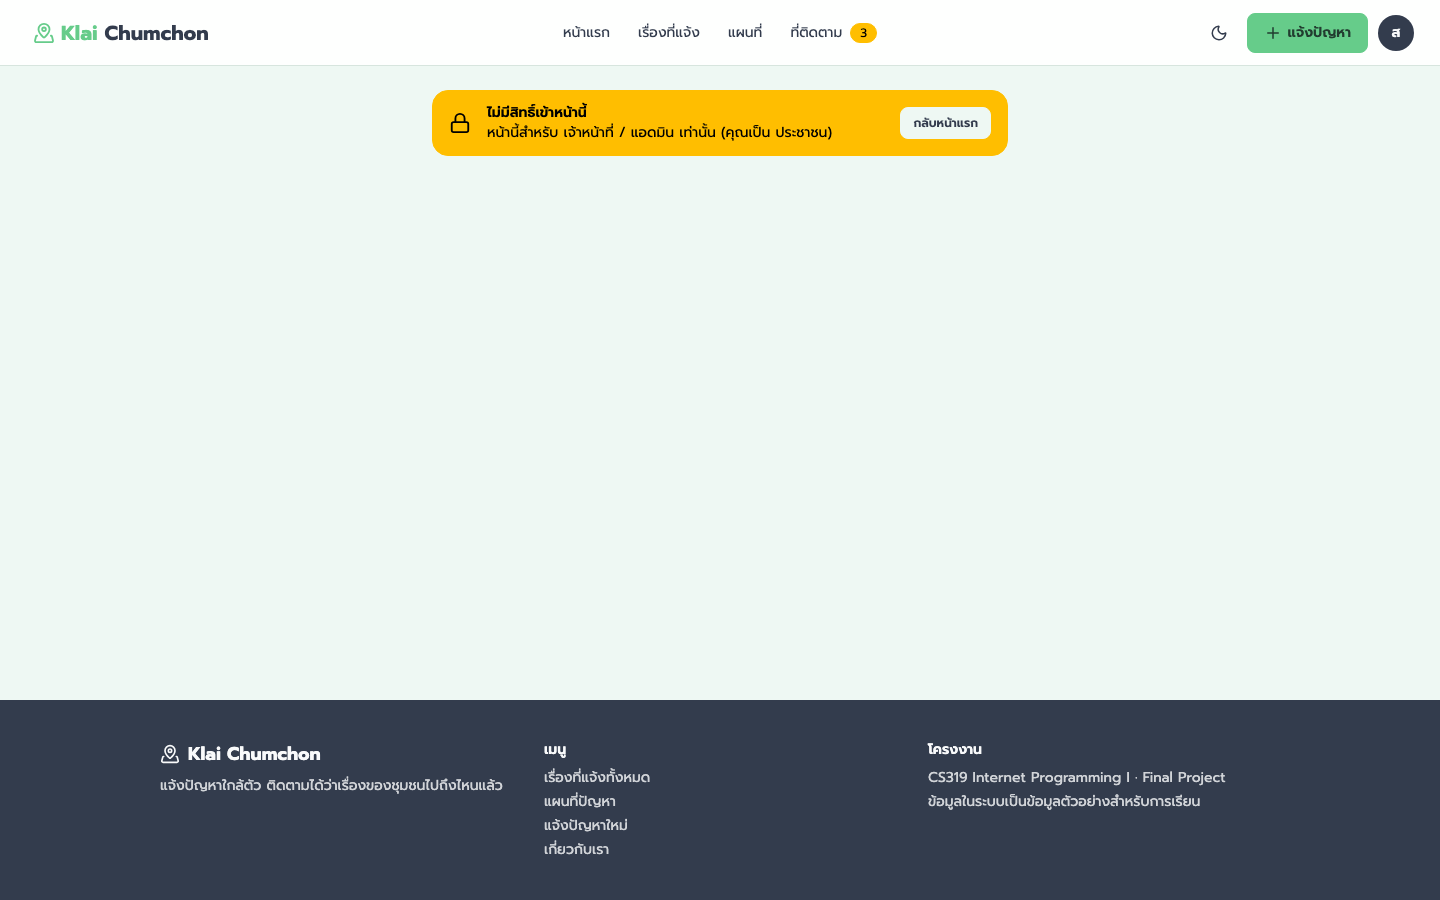 Klai Chumchon
หน้าแรก
เรื่องที่แจ้ง
แผนที่
ที่ติดตาม 3
แจ้งปัญหา
ส
ไม่มีสิทธิ์เข้าหน้านี้
หน้านี้สำหรับ เจ้าหน้าที่ / แอดมิน เท่านั้น (คุณเป็น ประชาชน)
กลับหน้าแรก
Klai Chumchon
แจ้งปัญหาใกล้ตัว ติดตามได้ว่าเรื่องของชุมชนไปถึงไหนแล้ว
เมนู
เรื่องที่แจ้งทั้งหมด
แผนที่ปัญหา
แจ้งปัญหาใหม่
เกี่ยวกับเรา
โครงงาน
CS319 Internet Programming I · Final Project
ข้อมูลในระบบเป็นข้อมูลตัวอย่างสำหรับการเรียน